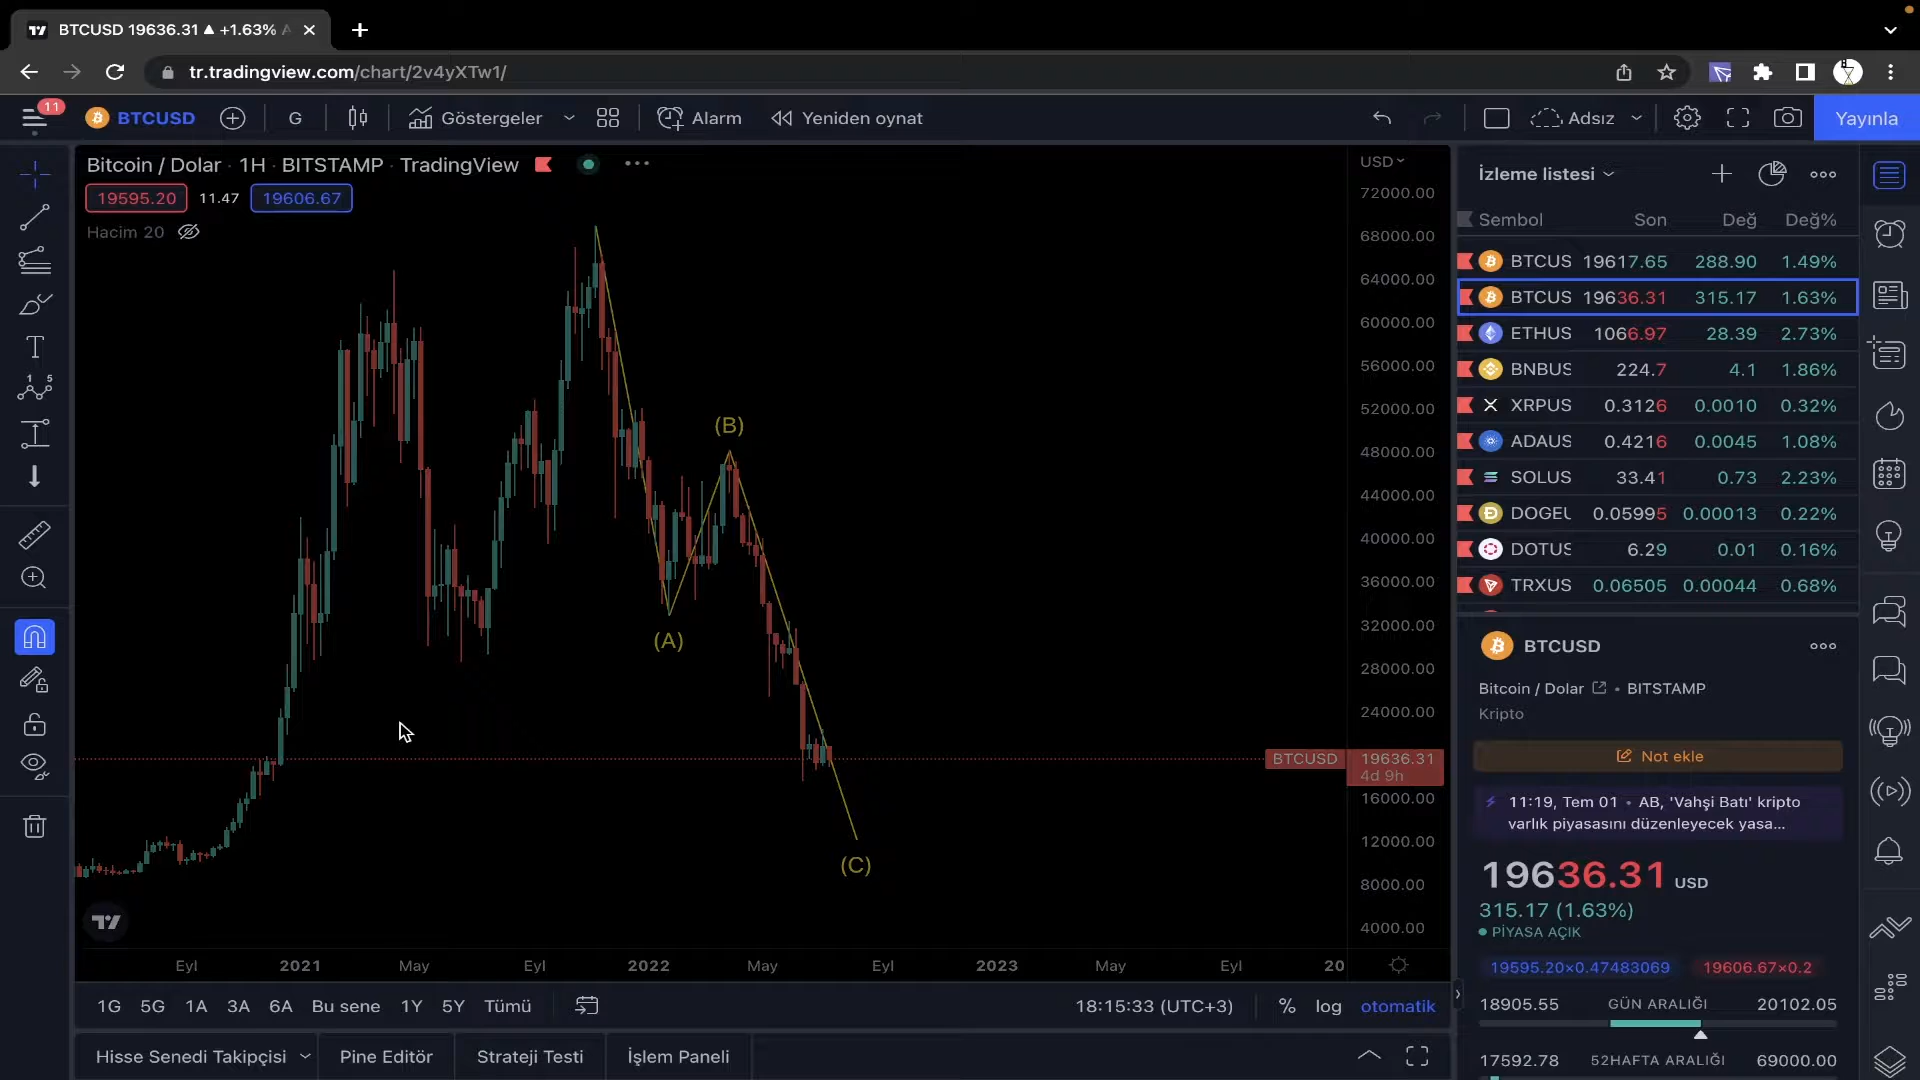 BTCUSD 19636.31 ▲ +1.63%
tr.tradingview.com/chart/2v4yXTw1/
11
BTCUSD
G
Göstergeler
Alarm
Yeniden oynat
Adsız
Yayınla
Bitcoin / Dolar · 1H · BITSTAMP · TradingView
19595.20 11.47 19606.67
Hacim 20
(A)
(B)
(C)
USD
72000.00
68000.00
64000.00
60000.00
56000.00
52000.00
48000.00
44000.00
40000.00
36000.00
32000.00
28000.00
24000.00
BTCUSD 19636.31
4d 9h
16000.00
12000.00
8000.00
4000.00
Eyl 2021 May Eyl 2022 May Eyl 2023 May Eyl 20
1G 5G 1A 3A 6A Bu sene 1Y 5Y Tümü
18:15:33 (UTC+3) % log otomatik
Hisse Senedi Takipçisi Pine Editör Strateji Testi İşlem Paneli
İzleme listesi
Sembol Son Değ Değ%
BTCUS 19617.65 288.90 1.49%
BTCUS 19636.31 315.17 1.63%
ETHUS 1066.97 28.39 2.73%
BNBUS 224.7 4.1 1.86%
XRPUS 0.3126 0.0010 0.32%
ADAUS 0.4216 0.0045 1.08%
SOLUS 33.41 0.73 2.23%
DOGEU 0.05995 0.00013 0.22%
DOTUS 6.29 0.01 0.16%
TRXUS 0.06505 0.00044 0.68%
BTCUSD
Bitcoin / Dolar • BITSTAMP
Kripto
Not ekle
11:19, Tem 01 • AB, 'Vahşi Batı' kripto
varlık piyasasını düzenleyecek yasa...
19636.31 USD
315.17 (1.63%)
PİYASA AÇIK
19595.20×0.47483069 19606.67×0.2
18905.55 GÜN ARALIĞI 20102.05
17592.78 52HAFTA ARALIĞI 69000.00